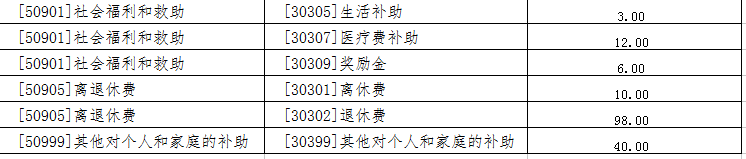 [50901]社会福利和救助 [30305]生活补助 3.00
[50901]社会福利和救助 [30307]医疗费补助 12.00
[50901]社会福利和救助 [30309]奖励金 6.00
[50905]离退休费 [30301]离休费 10.00
[50905]离退休费 [30302]退休费 98.00
[50999]其他对个人和家庭的补助 [30399]其他对个人和家庭的补助 40.00